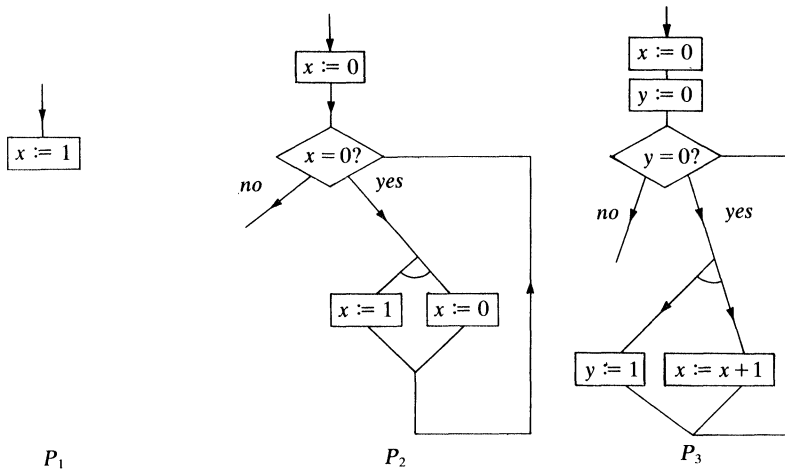 x := 1
P₁
x := 0
x = 0?
no
yes
x := 1
x := 0
P₂
x := 0
y := 0
y = 0?
no
yes
y := 1
x := x + 1
P₃